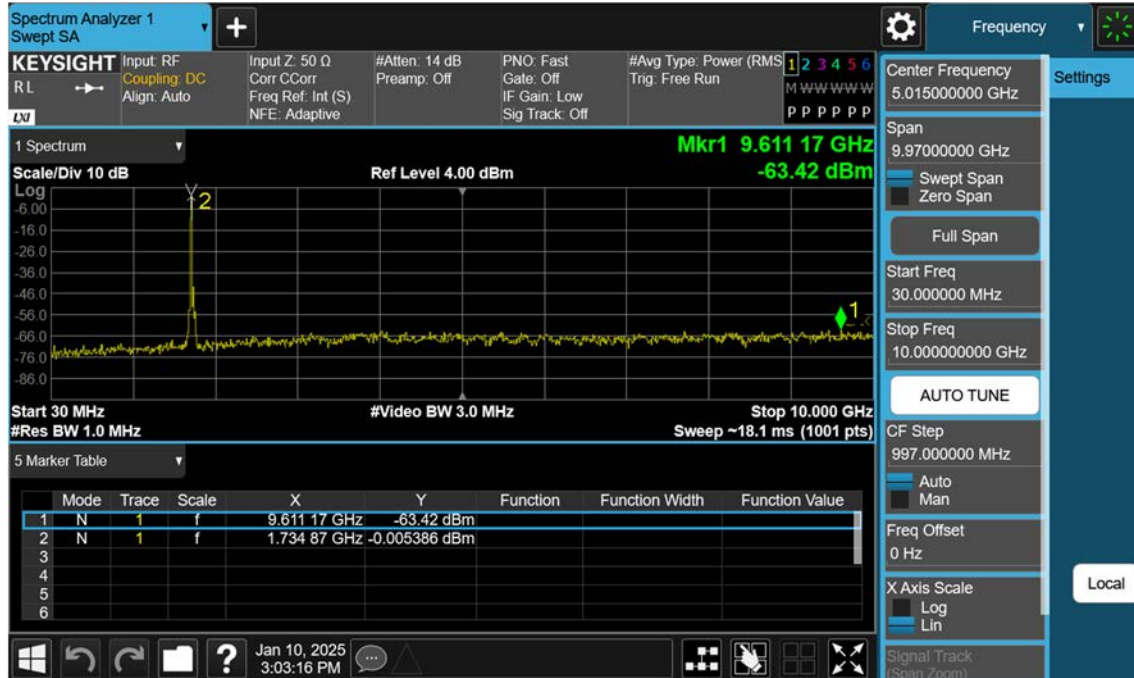 Spectrum Analyzer 1
Swept SA
+
Frequency
KEYSIGHT
R L
LXI
Input: RF
Coupling: DC
Align: Auto
Input Z: 50 Ω
Corr CCorr
Freq Ref: Int (S)
NFE: Adaptive
#Atten: 14 dB
Preamp: Off
PNO: Fast
Gate: Off
IF Gain: Low
Sig Track: Off
#Avg Type: Power (RMS
Trig: Free Run
1 2 3 4 5 6
M W W W W W
P P P P P P
1 Spectrum
Scale/Div 10 dB
Ref Level 4.00 dBm
Mkr1 9.611 17 GHz
-63.42 dBm
Log
-6.00
-16.0
-26.0
-36.0
-46.0
-56.0
-66.0
-76.0
-86.0
2
1
Start 30 MHz
#Video BW 3.0 MHz
Stop 10.000 GHz
#Res BW 1.0 MHz
Sweep ~18.1 ms (1001 pts)
5 Marker Table
Mode Trace Scale X Y Function Function Width Function Value
1 N 1 f 9.611 17 GHz -63.42 dBm
2 N 1 f 1.734 87 GHz -0.005386 dBm
3
4
5
6
?
Jan 10, 2025
3:03:16 PM
Center Frequency
5.015000000 GHz
Span
9.97000000 GHz
Swept Span
Zero Span
Full Span
Start Freq
30.000000 MHz
Stop Freq
10.000000000 GHz
AUTO TUNE
CF Step
997.000000 MHz
Auto
Man
Freq Offset
0 Hz
X Axis Scale
Log
Lin
Signal Track
(Span Zoom)
Settings
Local